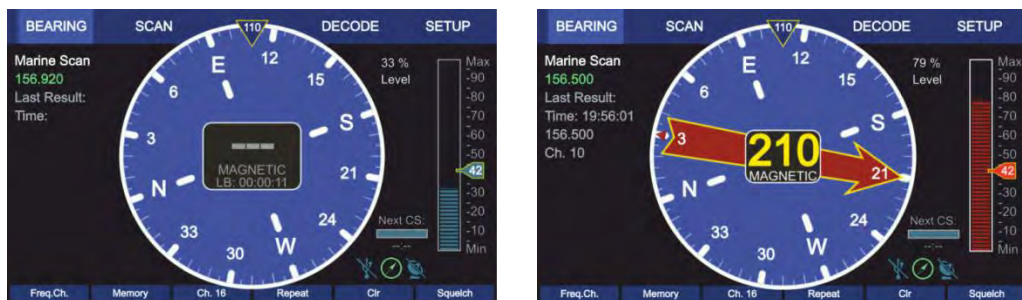 BEARING SCAN DECODE SETUP
Marine Scan
156.920
Last Result:
Time:
110
E
12
15
S
21
24
W
30
33
N
3
6
---
MAGNETIC
LB: 00:00:11
33 %
Level
Max
-90
-80
-70
-60
-50
42
-30
-20
-10
Min
Next CS:
--:--
Freq.Ch. Memory Ch. 16 Repeat Clr Squelch
BEARING SCAN DECODE SETUP
Marine Scan
156.500
Last Result:
Time: 19:56:01
156.500
Ch. 10
110
E
12
15
S
21
24
W
30
33
N
3
6
210
MAGNETIC
79 %
Level
Max
-90
-80
-70
-60
-50
42
-30
-20
-10
Min
Next CS:
--:--
Freq.Ch. Memory Ch. 16 Repeat Clr Squelch